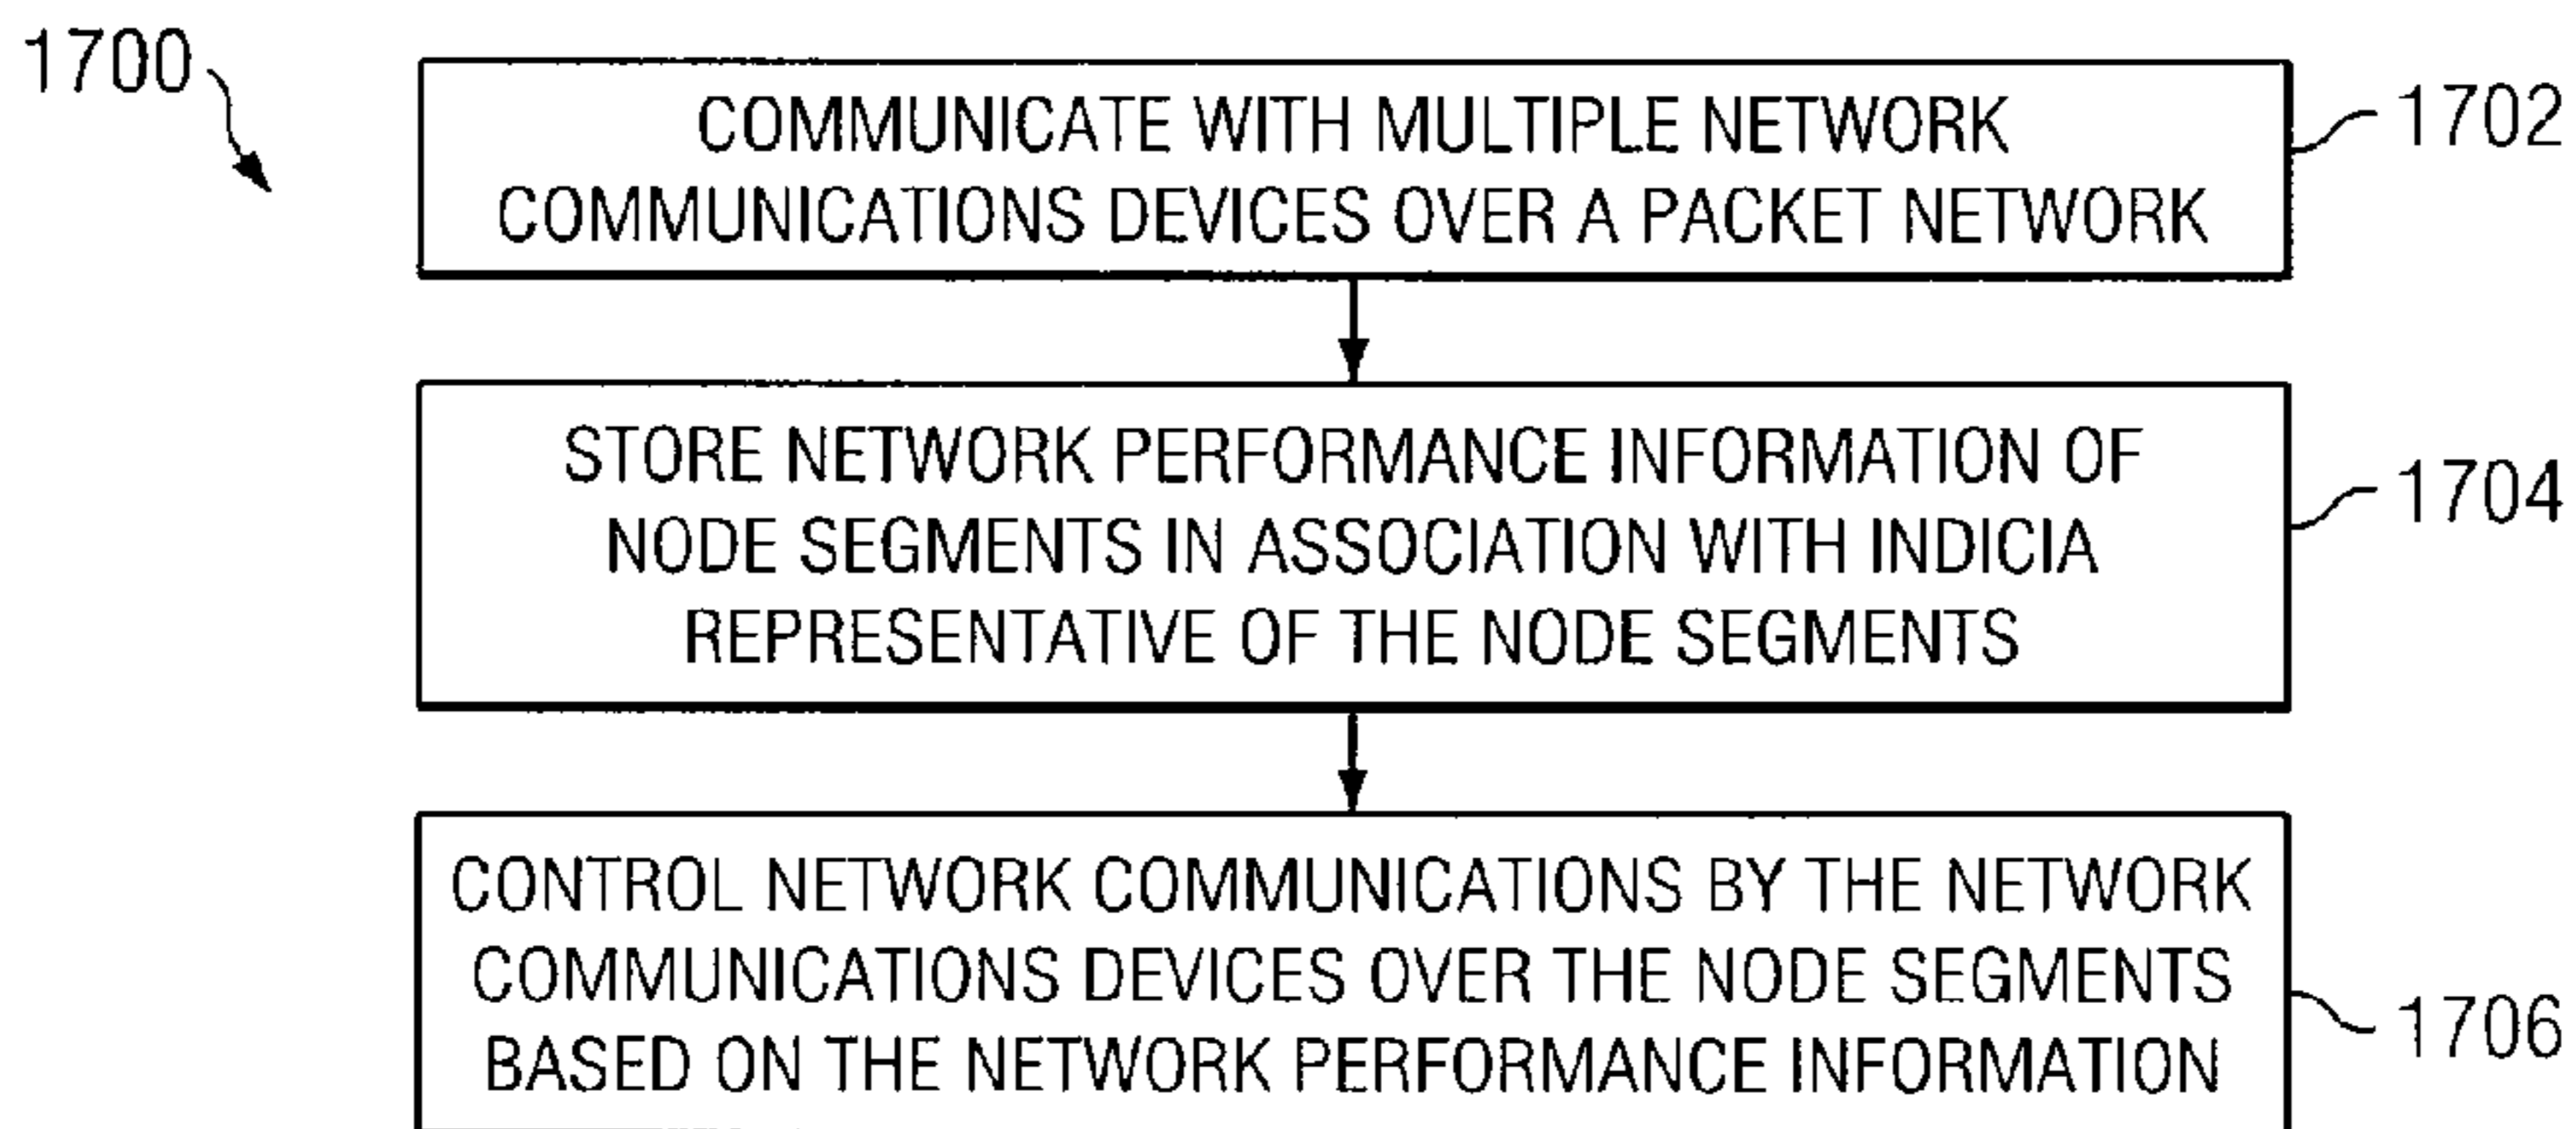 1700
COMMUNICATE WITH MULTIPLE NETWORK
COMMUNICATIONS DEVICES OVER A PACKET NETWORK
1702
STORE NETWORK PERFORMANCE INFORMATION OF
NODE SEGMENTS IN ASSOCIATION WITH INDICIA
REPRESENTATIVE OF THE NODE SEGMENTS
1704
CONTROL NETWORK COMMUNICATIONS BY THE NETWORK
COMMUNICATIONS DEVICES OVER THE NODE SEGMENTS
BASED ON THE NETWORK PERFORMANCE INFORMATION
1706